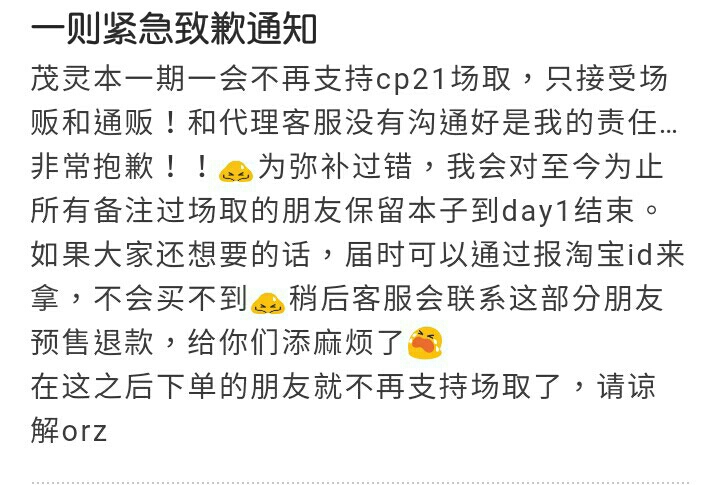 一则紧急致歉通知
茂灵本一期一会不再支持cp21场取，只接受场
贩和通贩！和代理客服没有沟通好是我的责任…
非常抱歉！！🙇为弥补过错，我会对至今为止
所有备注过场取的朋友保留本子到day1结束。
如果大家还想要的话，届时可以通过报淘宝id来
拿，不会买不到🙇稍后客服会联系这部分朋友
预售退款，给你们添麻烦了😭
在这之后下单的朋友就不再支持场取了，请谅
解orz